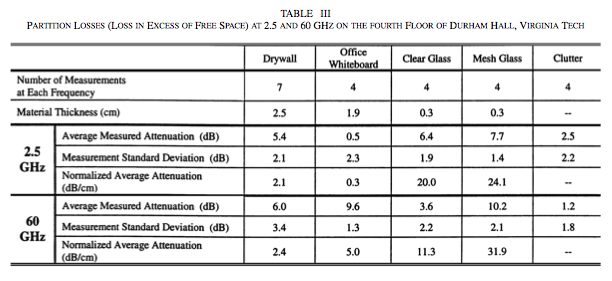 TABLE III
PARTITION LOSSES (LOSS IN EXCESS OF FREE SPACE) AT 2.5 AND 60 GHZ ON THE FOURTH FLOOR OF DURHAM HALL, VIRGINIA TECH
Drywall Office Whiteboard Clear Glass Mesh Glass Clutter
Number of Measurements at Each Frequency 7 4 4 4 4
Material Thickness (cm) 2.5 1.9 0.3 0.3 --
2.5 GHz
Average Measured Attenuation (dB) 5.4 0.5 6.4 7.7 2.5
Measurement Standard Deviation (dB) 2.1 2.3 1.9 1.4 2.2
Normalized Average Attenuation (dB/cm) 2.1 0.3 20.0 24.1 --
60 GHz
Average Measured Attenuation (dB) 6.0 9.6 3.6 10.2 1.2
Measurement Standard Deviation (dB) 3.4 1.3 2.2 2.1 1.8
Normalized Average Attenuation (dB/cm) 2.4 5.0 11.3 31.9 --